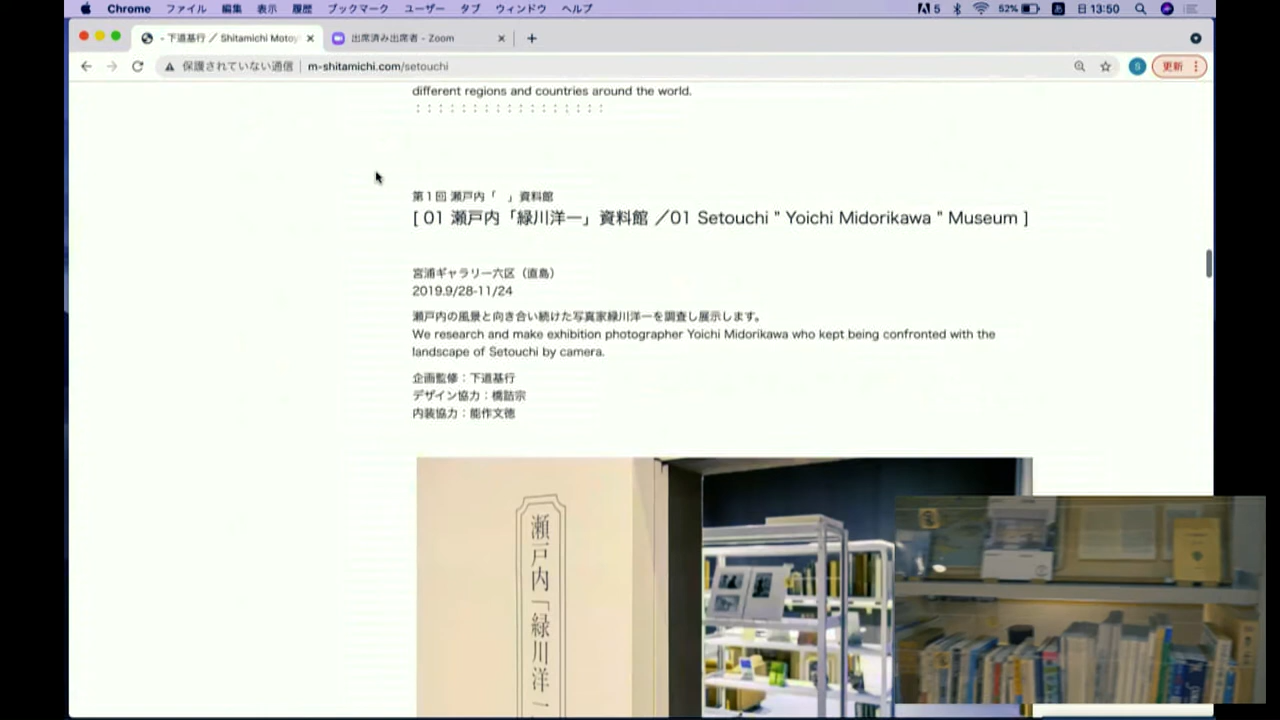 Chrome ファイル 編集 表示 履歴 ブックマーク ユーザー タブ ウィンドウ ヘルプ 5 52% あ 日 13:50
- 下道基行 ／ Shitamichi Motoy
出席済み出席者 - Zoom
保護されていない通信 m-shitamichi.com/setouchi S 更新
different regions and countries around the world.
: : : : : : : : : : : : : : : : :
第1回 瀬戸内「　」資料館
[ 01 瀬戸内「緑川洋一」資料館 ／01 Setouchi " Yoichi Midorikawa " Museum ]
宮浦ギャラリー六区（直島）
2019.9/28-11/24
瀬戸内の風景と向き合い続けた写真家緑川洋一を調査し展示します。
We research and make exhibition photographer Yoichi Midorikawa who kept being confronted with the
landscape of Setouchi by camera.
企画監修：下道基行
デザイン協力：橋詰宗
内装協力：能作文徳
瀬戸内「緑川洋一